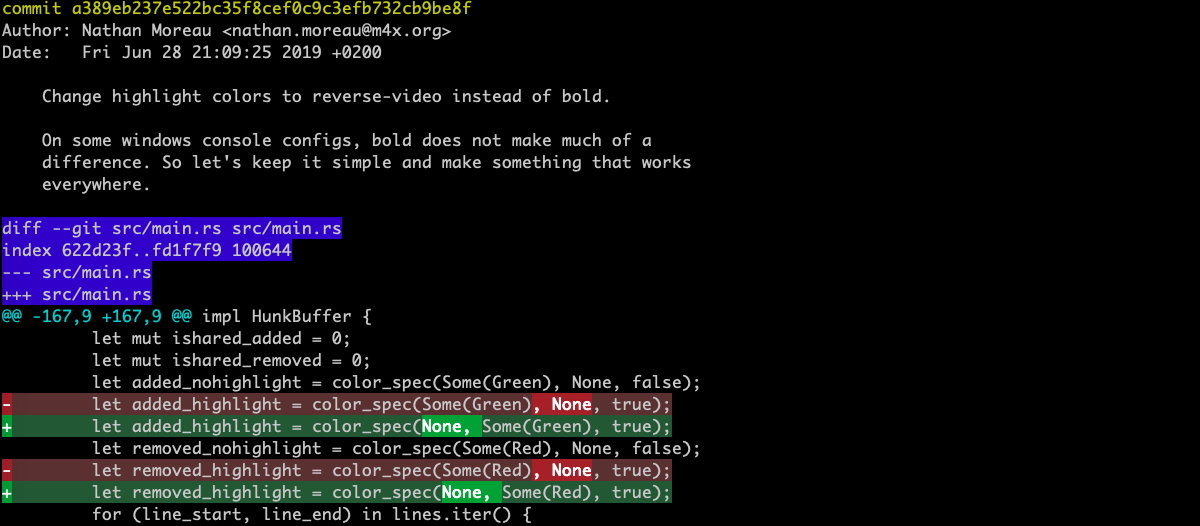 commit a389eb237e522bc35f8cef0c9c3efb732cb9be8f
Author: Nathan Moreau <nathan.moreau@m4x.org>
Date:   Fri Jun 28 21:09:25 2019 +0200

    Change highlight colors to reverse-video instead of bold.

    On some windows console configs, bold does not make much of a
    difference. So let's keep it simple and make something that works
    everywhere.

diff --git src/main.rs src/main.rs
index 622d23f..fd1f7f9 100644
--- src/main.rs
+++ src/main.rs
@@ -167,9 +167,9 @@ impl HunkBuffer {
         let mut ishared_added = 0;
         let mut ishared_removed = 0;
         let added_nohighlight = color_spec(Some(Green), None, false);
-        let added_highlight = color_spec(Some(Green), None, true);
+        let added_highlight = color_spec(None, Some(Green), true);
         let removed_nohighlight = color_spec(Some(Red), None, false);
-        let removed_highlight = color_spec(Some(Red), None, true);
+        let removed_highlight = color_spec(None, Some(Red), true);
         for (line_start, line_end) in lines.iter() {